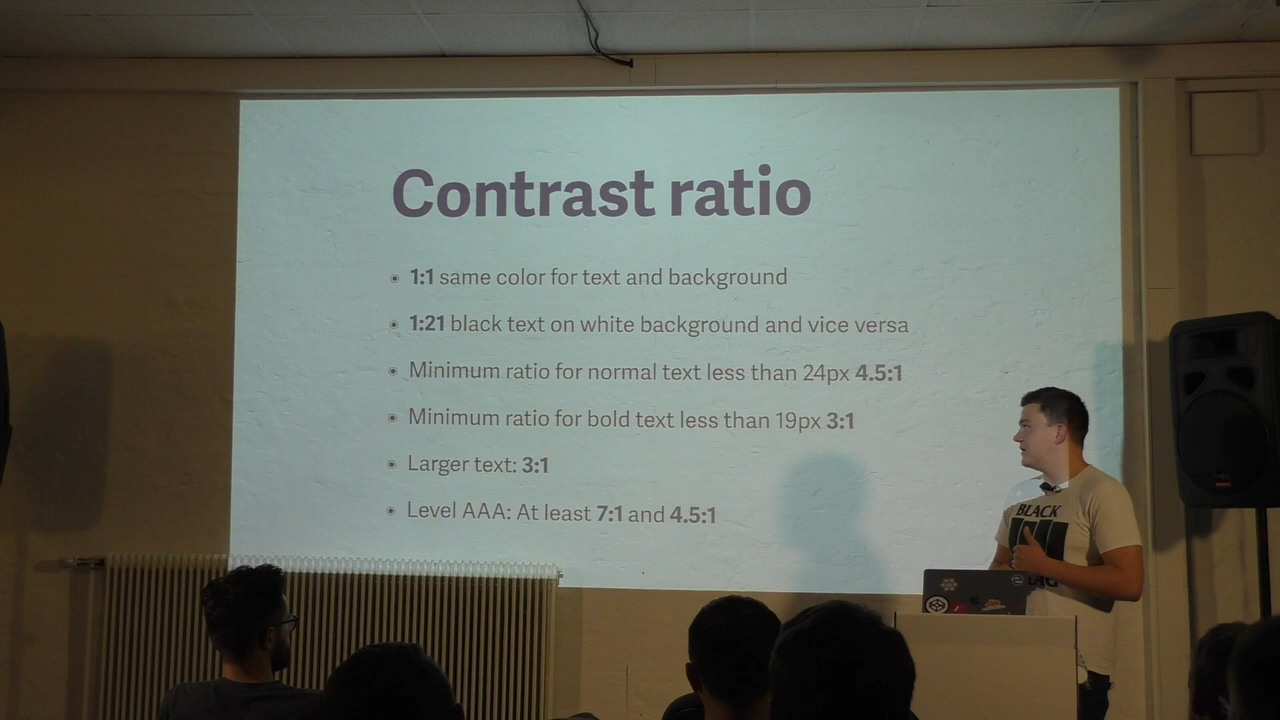 Contrast ratio
1:1 same color for text and background
1:21 black text on white background and vice versa
Minimum ratio for normal text less than 24px 4.5:1
Minimum ratio for bold text less than 19px 3:1
Larger text: 3:1
Level AAA: At least 7:1 and 4.5:1
BLACK